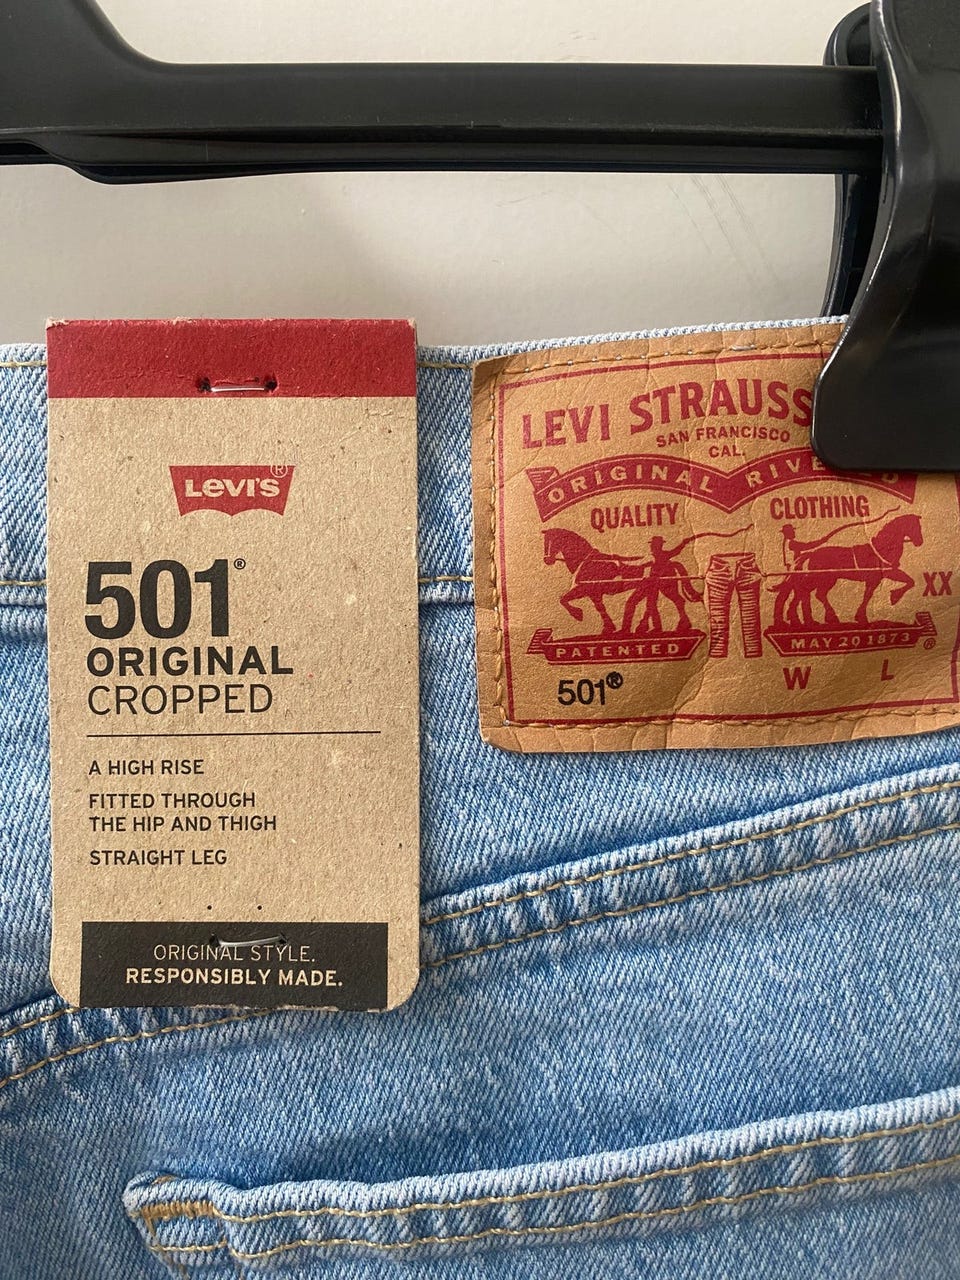 LEVI'S®
501®
ORIGINAL
CROPPED
A HIGH RISE
FITTED THROUGH
THE HIP AND THIGH
STRAIGHT LEG
ORIGINAL STYLE.
RESPONSIBLY MADE.
LEVI STRAUSS
SAN FRANCISCO
CAL.
ORIGINAL
QUALITY CLOTHING
XX
PATENTED MAY 20 1873 ®
W L
501®